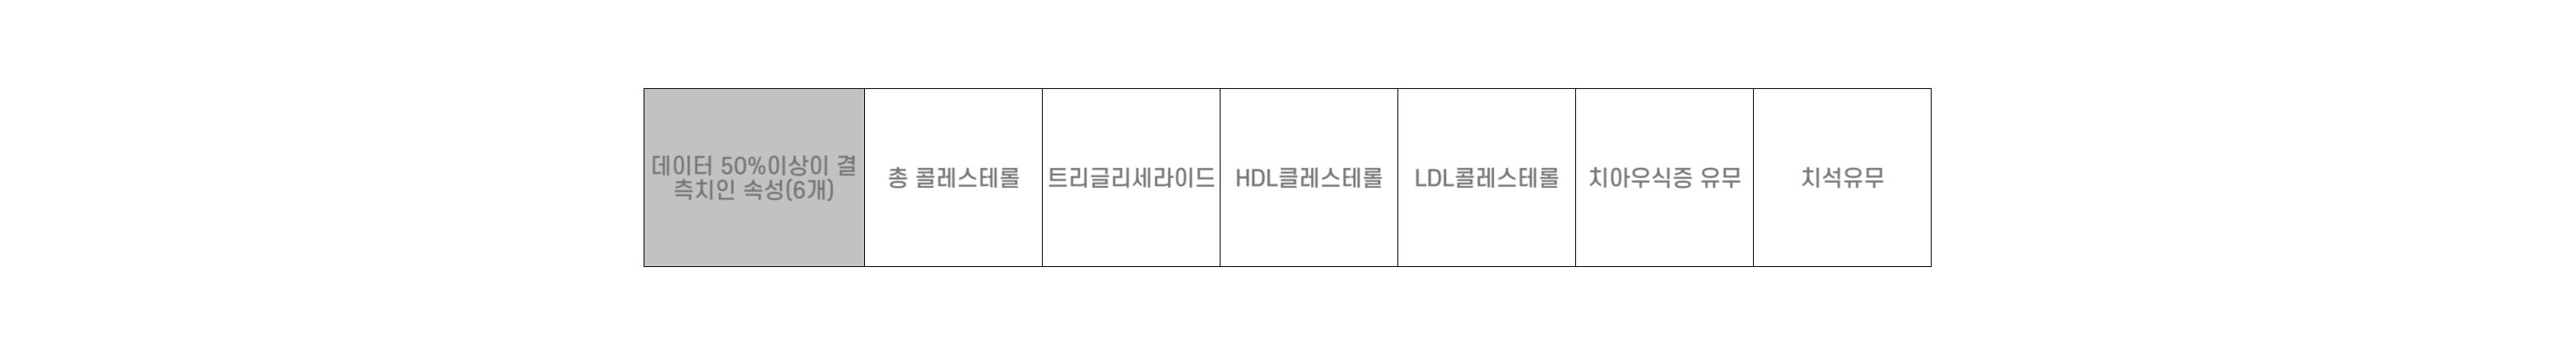 데이터 50%이상이 결
측치인 속성(6개)
총 콜레스테롤
트리글리세라이드
HDL클레스테롤
LDL콜레스테롤
치아우식증 유무
치석유무